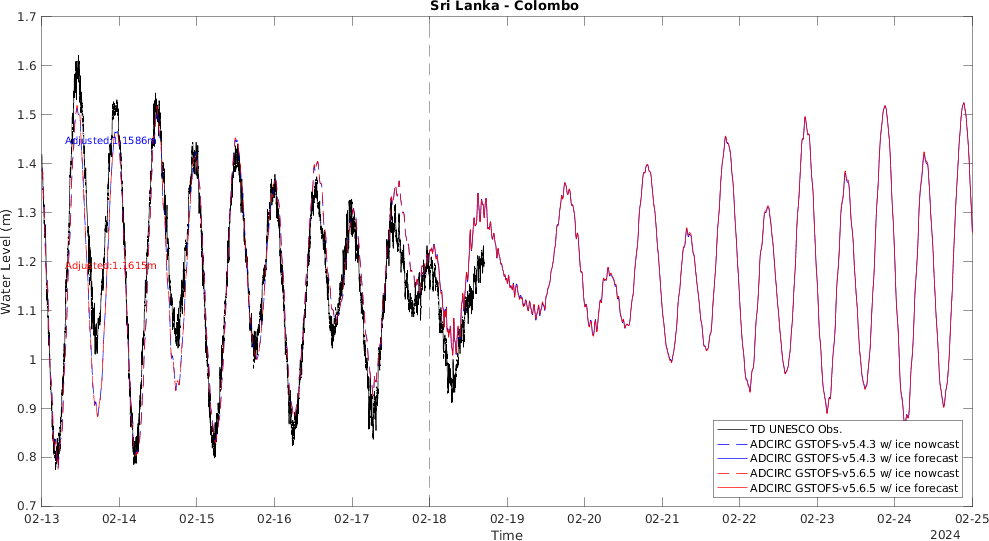 Sri Lanka - Colombo
Water Level (m)
1.7
1.6
1.5
1.4
1.3
1.2
1.1
1
0.9
0.8
0.7
Adjusted:1.1586m
Adjusted:1.1615m
TD UNESCO Obs.
ADCIRC GSTOFS-v5.4.3 w/ ice nowcast
ADCIRC GSTOFS-v5.4.3 w/ ice forecast
ADCIRC GSTOFS-v5.6.5 w/ ice nowcast
ADCIRC GSTOFS-v5.6.5 w/ ice forecast
02-13 02-14 02-15 02-16 02-17 02-18 02-19 02-20 02-21 02-22 02-23 02-24 02-25
Time
2024